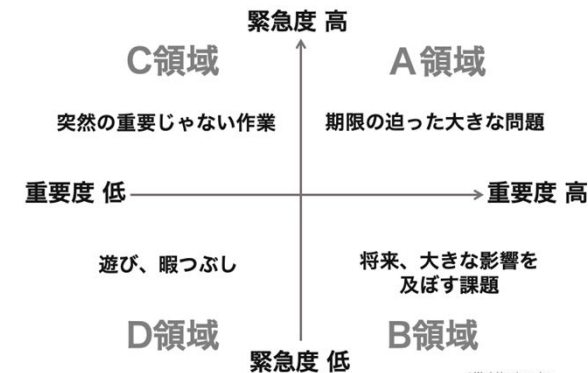 緊急度 高
C領域
A領域
突然の重要じゃない作業
期限の迫った大きな問題
重要度 低
重要度 高
遊び、暇つぶし
将来、大きな影響を
及ぼす課題
D領域
B領域
緊急度 低